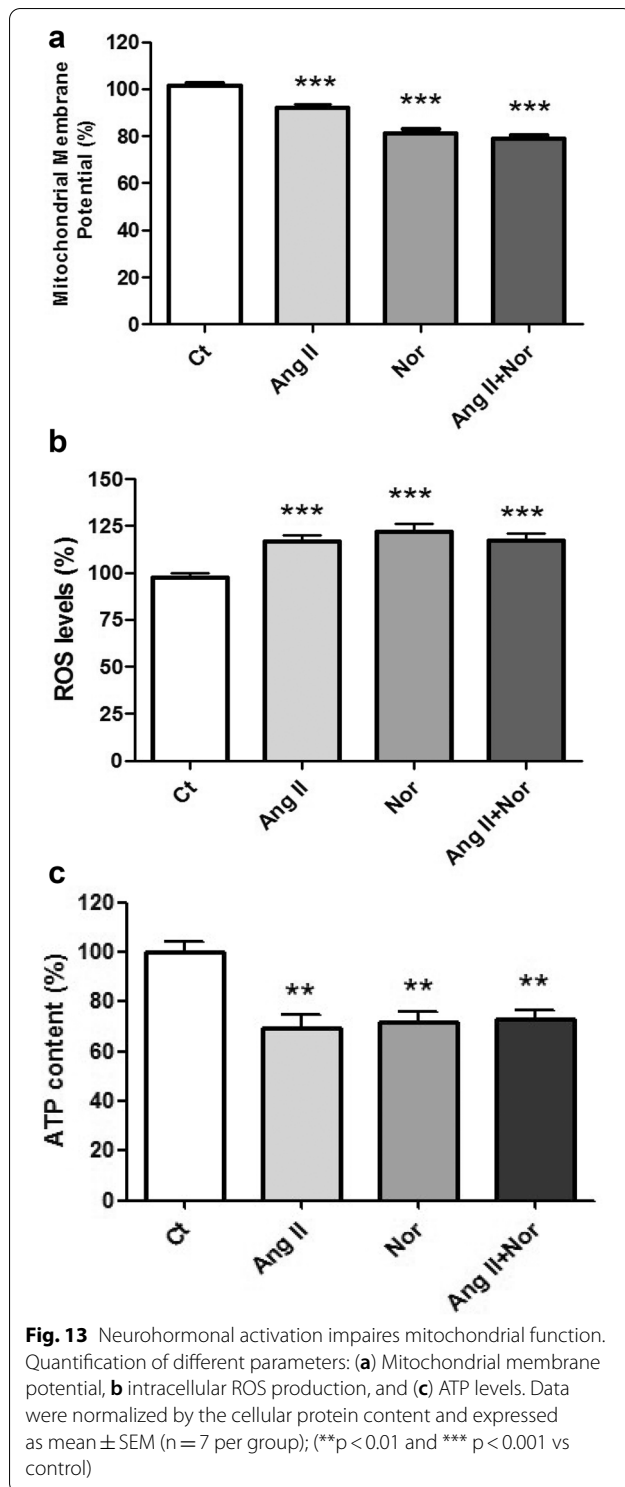 a
120
100
80
60
40
20
0
Mitochondrial Membrane
Potential (%)
***
***
***
Ct
Ang II
Nor
Ang II+Nor
b
150
125
100
75
50
25
0
ROS levels (%)
***
***
***
Ct
Ang II
Nor
Ang II+Nor
c
120
100
80
60
40
20
0
ATP content (%)
**
**
**
Ct
Ang II
Nor
Ang II+Nor
Fig. 13 Neurohormonal activation impaires mitochondrial function.
Quantification of different parameters: (a) Mitochondrial membrane
potential, b intracellular ROS production, and (c) ATP levels. Data
were normalized by the cellular protein content and expressed
as mean ± SEM (n = 7 per group); (**p < 0.01 and *** p < 0.001 vs
control)